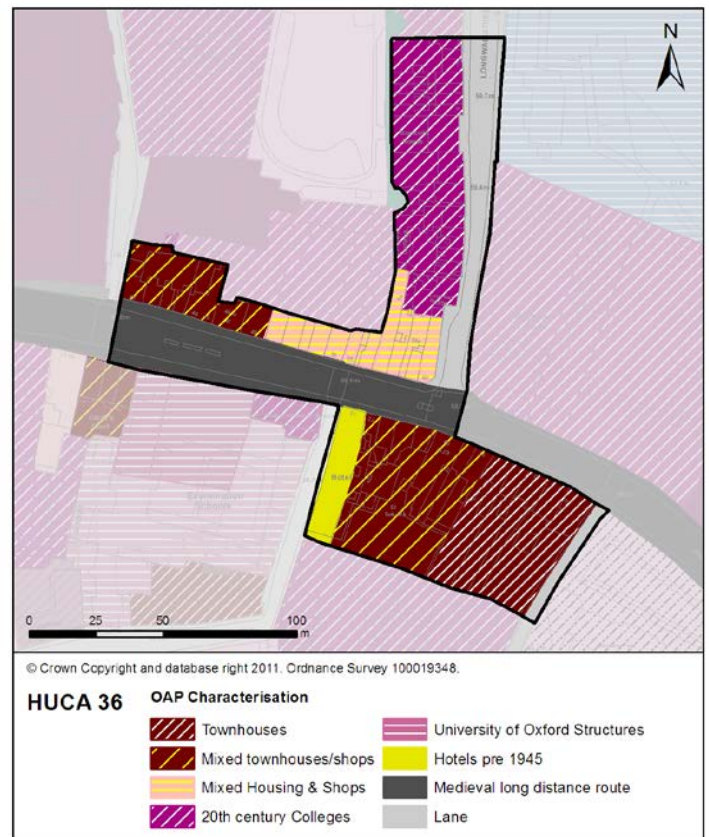 N
LONGWALL
Hotel
0 25 50 100
m
© Crown Copyright and database right 2011. Ordnance Survey 100019348.
HUCA 36 OAP Characterisation
Townhouses
Mixed townhouses/shops
Mixed Housing & Shops
20th century Colleges
University of Oxford Structures
Hotels pre 1945
Medieval long distance route
Lane